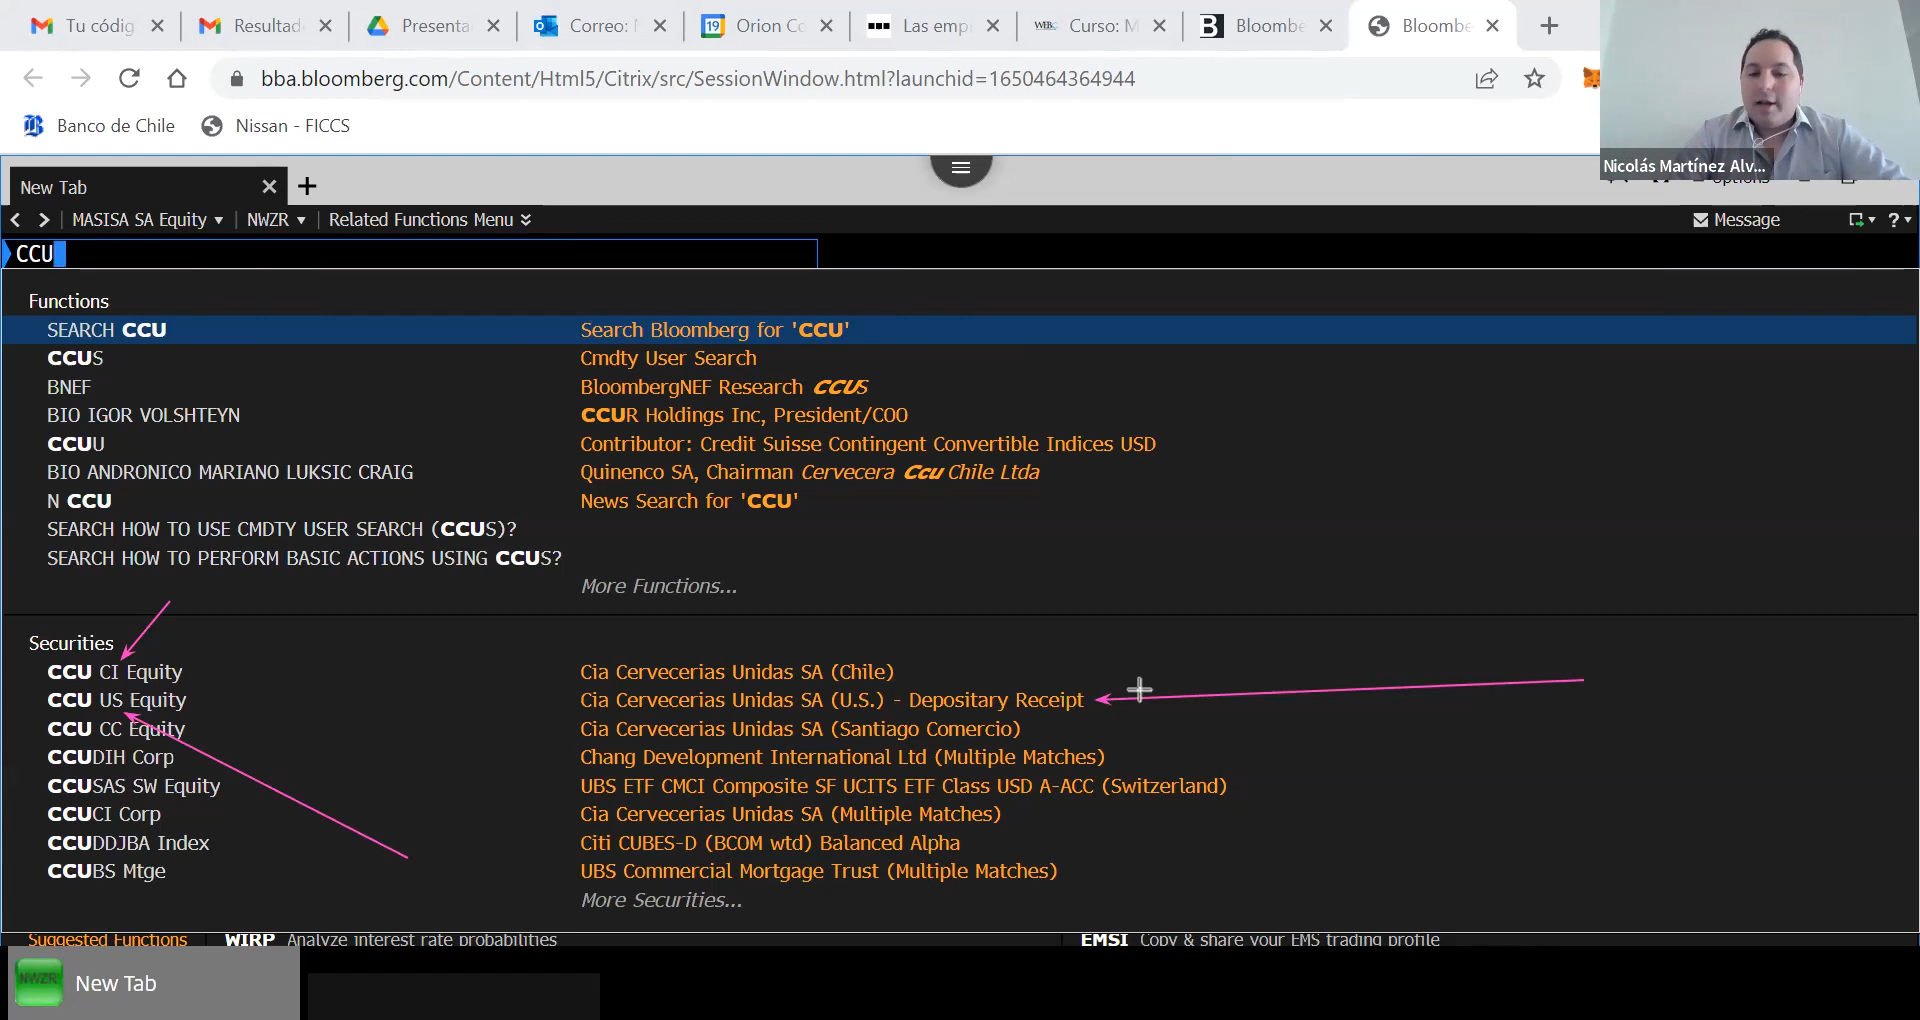 Tu códig
Resultad
Presenta
Correo: N
19
Orion Co
Las emp
WEBC
Curso: M
B
Bloombe
Bloombe
bba.bloomberg.com/Content/Html5/Citrix/src/SessionWindow.html?launchid=1650464364944
Banco de Chile
Nissan - FICCS
Nicolás Martínez Alv...
New Tab
Options
MASISA SA Equity
NWZR
Related Functions Menu
Message
?
CCU
Functions
SEARCH CCU Search Bloomberg for 'CCU'
CCUS Cmdty User Search
BNEF BloombergNEF Research CCUS
BIO IGOR VOLSHTEYN CCUR Holdings Inc, President/COO
CCUU Contributor: Credit Suisse Contingent Convertible Indices USD
BIO ANDRONICO MARIANO LUKSIC CRAIG Quinenco SA, Chairman Cervecera Ccu Chile Ltda
N CCU News Search for 'CCU'
SEARCH HOW TO USE CMDTY USER SEARCH (CCUS)?
SEARCH HOW TO PERFORM BASIC ACTIONS USING CCUS?
More Functions...
Securities
CCU CI Equity Cia Cervecerias Unidas SA (Chile)
CCU US Equity Cia Cervecerias Unidas SA (U.S.) - Depositary Receipt
CCU CC Equity Cia Cervecerias Unidas SA (Santiago Comercio)
CCUDIH Corp Chang Development International Ltd (Multiple Matches)
CCUSAS SW Equity UBS ETF CMCI Composite SF UCITS ETF Class USD A-ACC (Switzerland)
CCUCI Corp Cia Cervecerias Unidas SA (Multiple Matches)
CCUDDJBA Index Citi CUBES-D (BCOM wtd) Balanced Alpha
CCUBS Mtge UBS Commercial Mortgage Trust (Multiple Matches)
More Securities...
Suggested Functions WIRP Analyze interest rate probabilities EMSI Copy & share your EMS trading profile
NWZR
New Tab